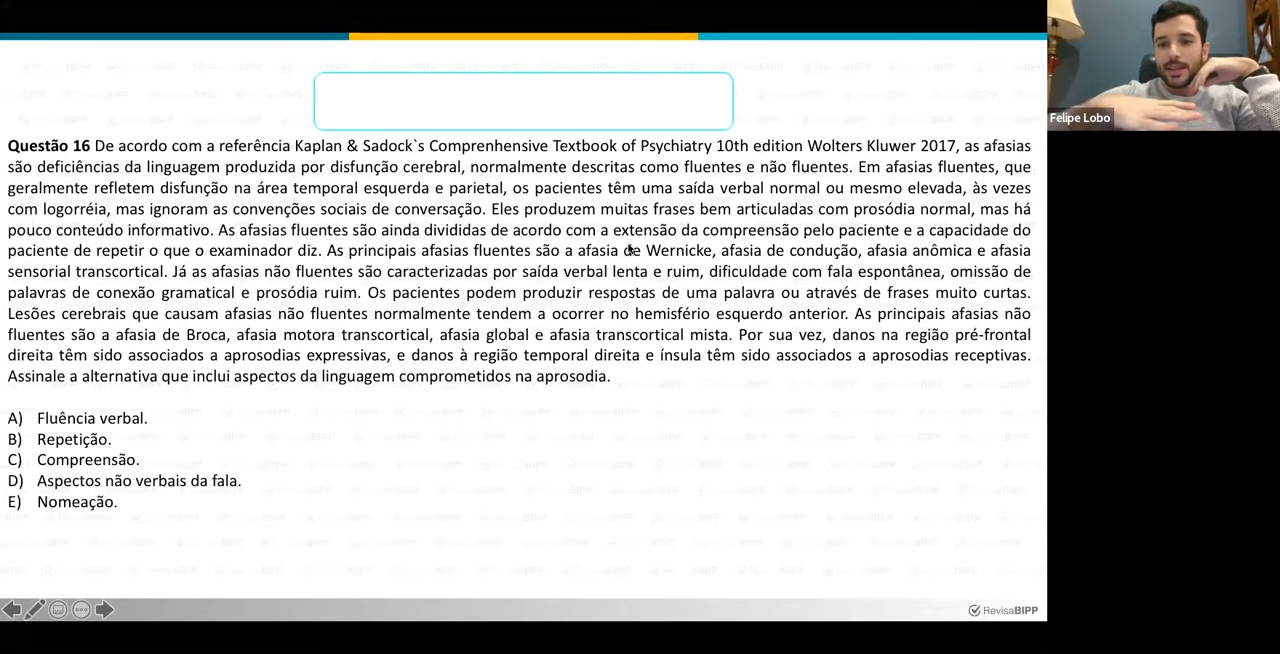 Felipe Lobo
Questão 16 De acordo com a referência Kaplan & Sadock`s Comprenhensive Textbook of Psychiatry 10th edition Wolters Kluwer 2017, as afasias
são deficiências da linguagem produzida por disfunção cerebral, normalmente descritas como fluentes e não fluentes. Em afasias fluentes, que
geralmente refletem disfunção na área temporal esquerda e parietal, os pacientes têm uma saída verbal normal ou mesmo elevada, às vezes
com logorréia, mas ignoram as convenções sociais de conversação. Eles produzem muitas frases bem articuladas com prosódia normal, mas há
pouco conteúdo informativo. As afasias fluentes são ainda divididas de acordo com a extensão da compreensão pelo paciente e a capacidade do
paciente de repetir o que o examinador diz. As principais afasias fluentes são a afasia de Wernicke, afasia de condução, afasia anômica e afasia
sensorial transcortical. Já as afasias não fluentes são caracterizadas por saída verbal lenta e ruim, dificuldade com fala espontânea, omissão de
palavras de conexão gramatical e prosódia ruim. Os pacientes podem produzir respostas de uma palavra ou através de frases muito curtas.
Lesões cerebrais que causam afasias não fluentes normalmente tendem a ocorrer no hemisfério esquerdo anterior. As principais afasias não
fluentes são a afasia de Broca, afasia motora transcortical, afasia global e afasia transcortical mista. Por sua vez, danos na região pré-frontal
direita têm sido associados a aprosodias expressivas, e danos à região temporal direita e ínsula têm sido associados a aprosodias receptivas.
Assinale a alternativa que inclui aspectos da linguagem comprometidos na aprosodia.
A) Fluência verbal.
B) Repetição.
C) Compreensão.
D) Aspectos não verbais da fala.
E) Nomeação.
RevisaBIPP